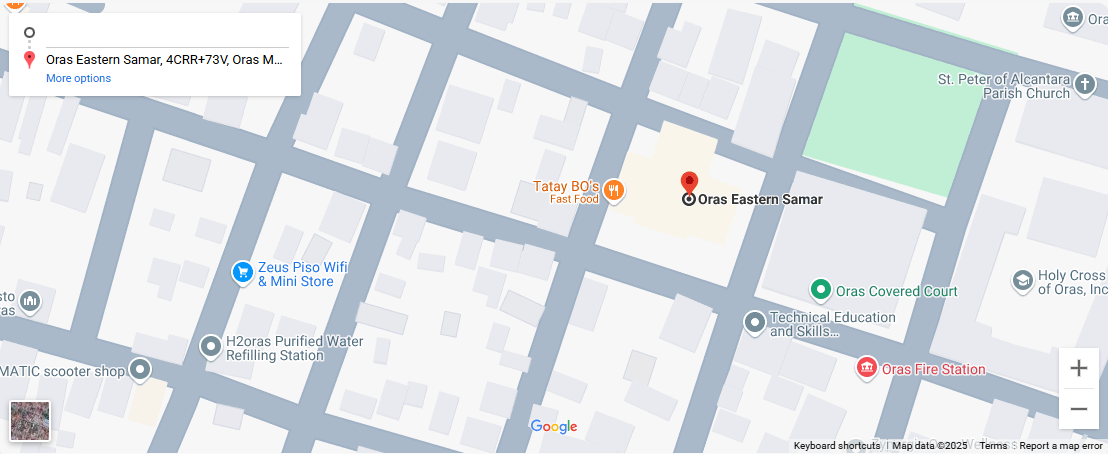 Oras Eastern Samar, 4CRR+73V, Oras M...
More options
Ora
St. Peter of Alcantara
Parish Church
Tatay BO's
Fast Food
Oras Eastern Samar
Zeus Piso Wifi
& Mini Store
Holy Cross
of Oras, Inc
Oras Covered Court
sto
ras
Technical Education
and Skills...
H2oras Purified Water
Refilling Station
MATIC scooter shop
Oras Fire Station
Google
Keyboard shortcuts
Map data ©2025
Terms
Report a map error